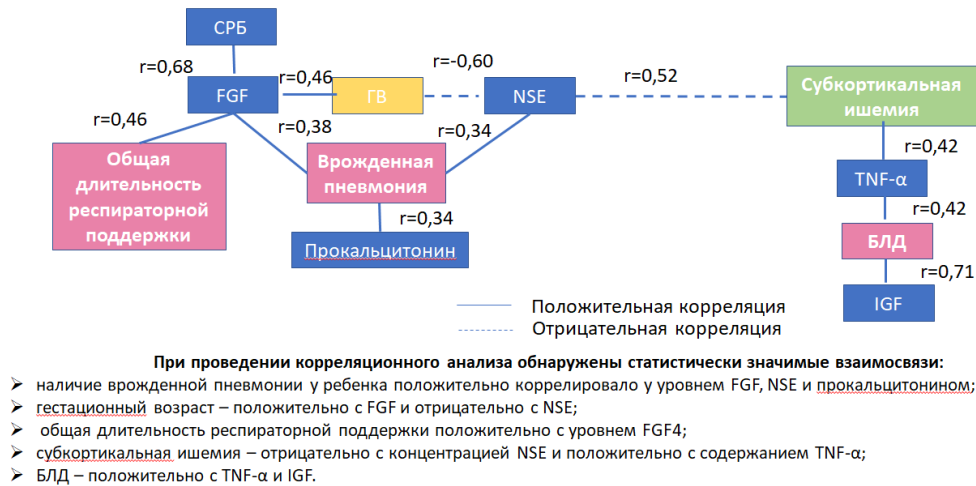 СРБ
r=0,68
r=0,46
r=-0,60
r=0,52
FGF
ГВ
NSE
Субкортикальная
ишемия
r=0,46
r=0,38
r=0,34
Общая
длительность
респираторной
поддержки
Врожденная
пневмония
r=0,42
TNF-α
r=0,34
r=0,42
Прокальцитонин
БЛД
r=0,71
IGF
Положительная корреляция
Отрицательная корреляция
При проведении корреляционного анализа обнаружены статистически значимые взаимосвязи:
➢ наличие врожденной пневмонии у ребенка положительно коррелировало у уровнем FGF, NSE и прокальцитонином;
➢ гестационный возраст – положительно с FGF и отрицательно с NSE;
➢ общая длительность респираторной поддержки положительно с уровнем FGF4;
➢ субкортикальная ишемия – отрицательно с концентрацией NSE и положительно с содержанием TNF-α;
➢ БЛД – положительно с TNF-α и IGF.